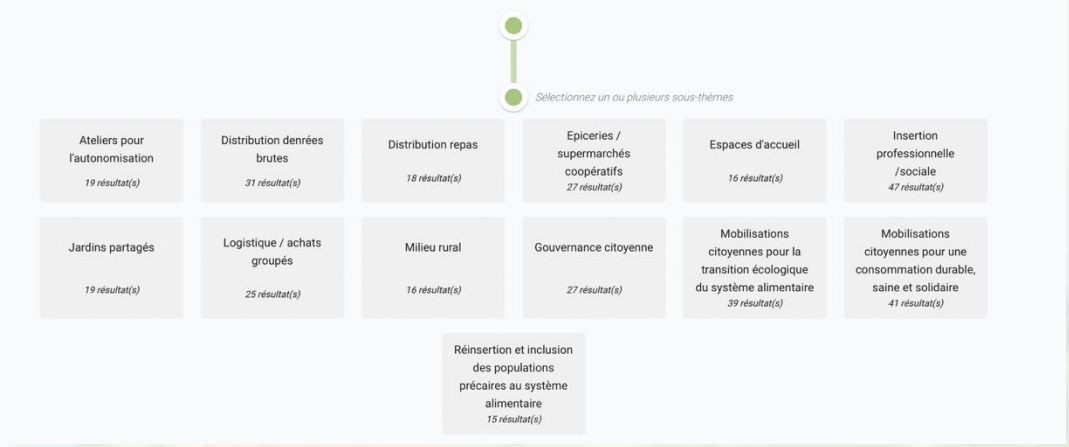 Sélectionnez un ou plusieurs sous-thèmes
Ateliers pour
l'autonomisation
19 résultat(s)
Distribution denrées
brutes
31 résultat(s)
Distribution repas
18 résultat(s)
Epiceries /
supermarchés
coopératifs
27 résultat(s)
Espaces d'accueil
16 résultat(s)
Insertion
professionnelle
/sociale
47 résultat(s)
Jardins partagés
19 résultat(s)
Logistique / achats
groupés
25 résultat(s)
Milieu rural
16 résultat(s)
Gouvernance citoyenne
27 résultat(s)
Mobilisations
citoyennes pour la
transition écologique
du système alimentaire
39 résultat(s)
Mobilisations
citoyennes pour une
consommation durable,
saine et solidaire
41 résultat(s)
Réinsertion et inclusion
des populations
précaires au système
alimentaire
15 résultat(s)